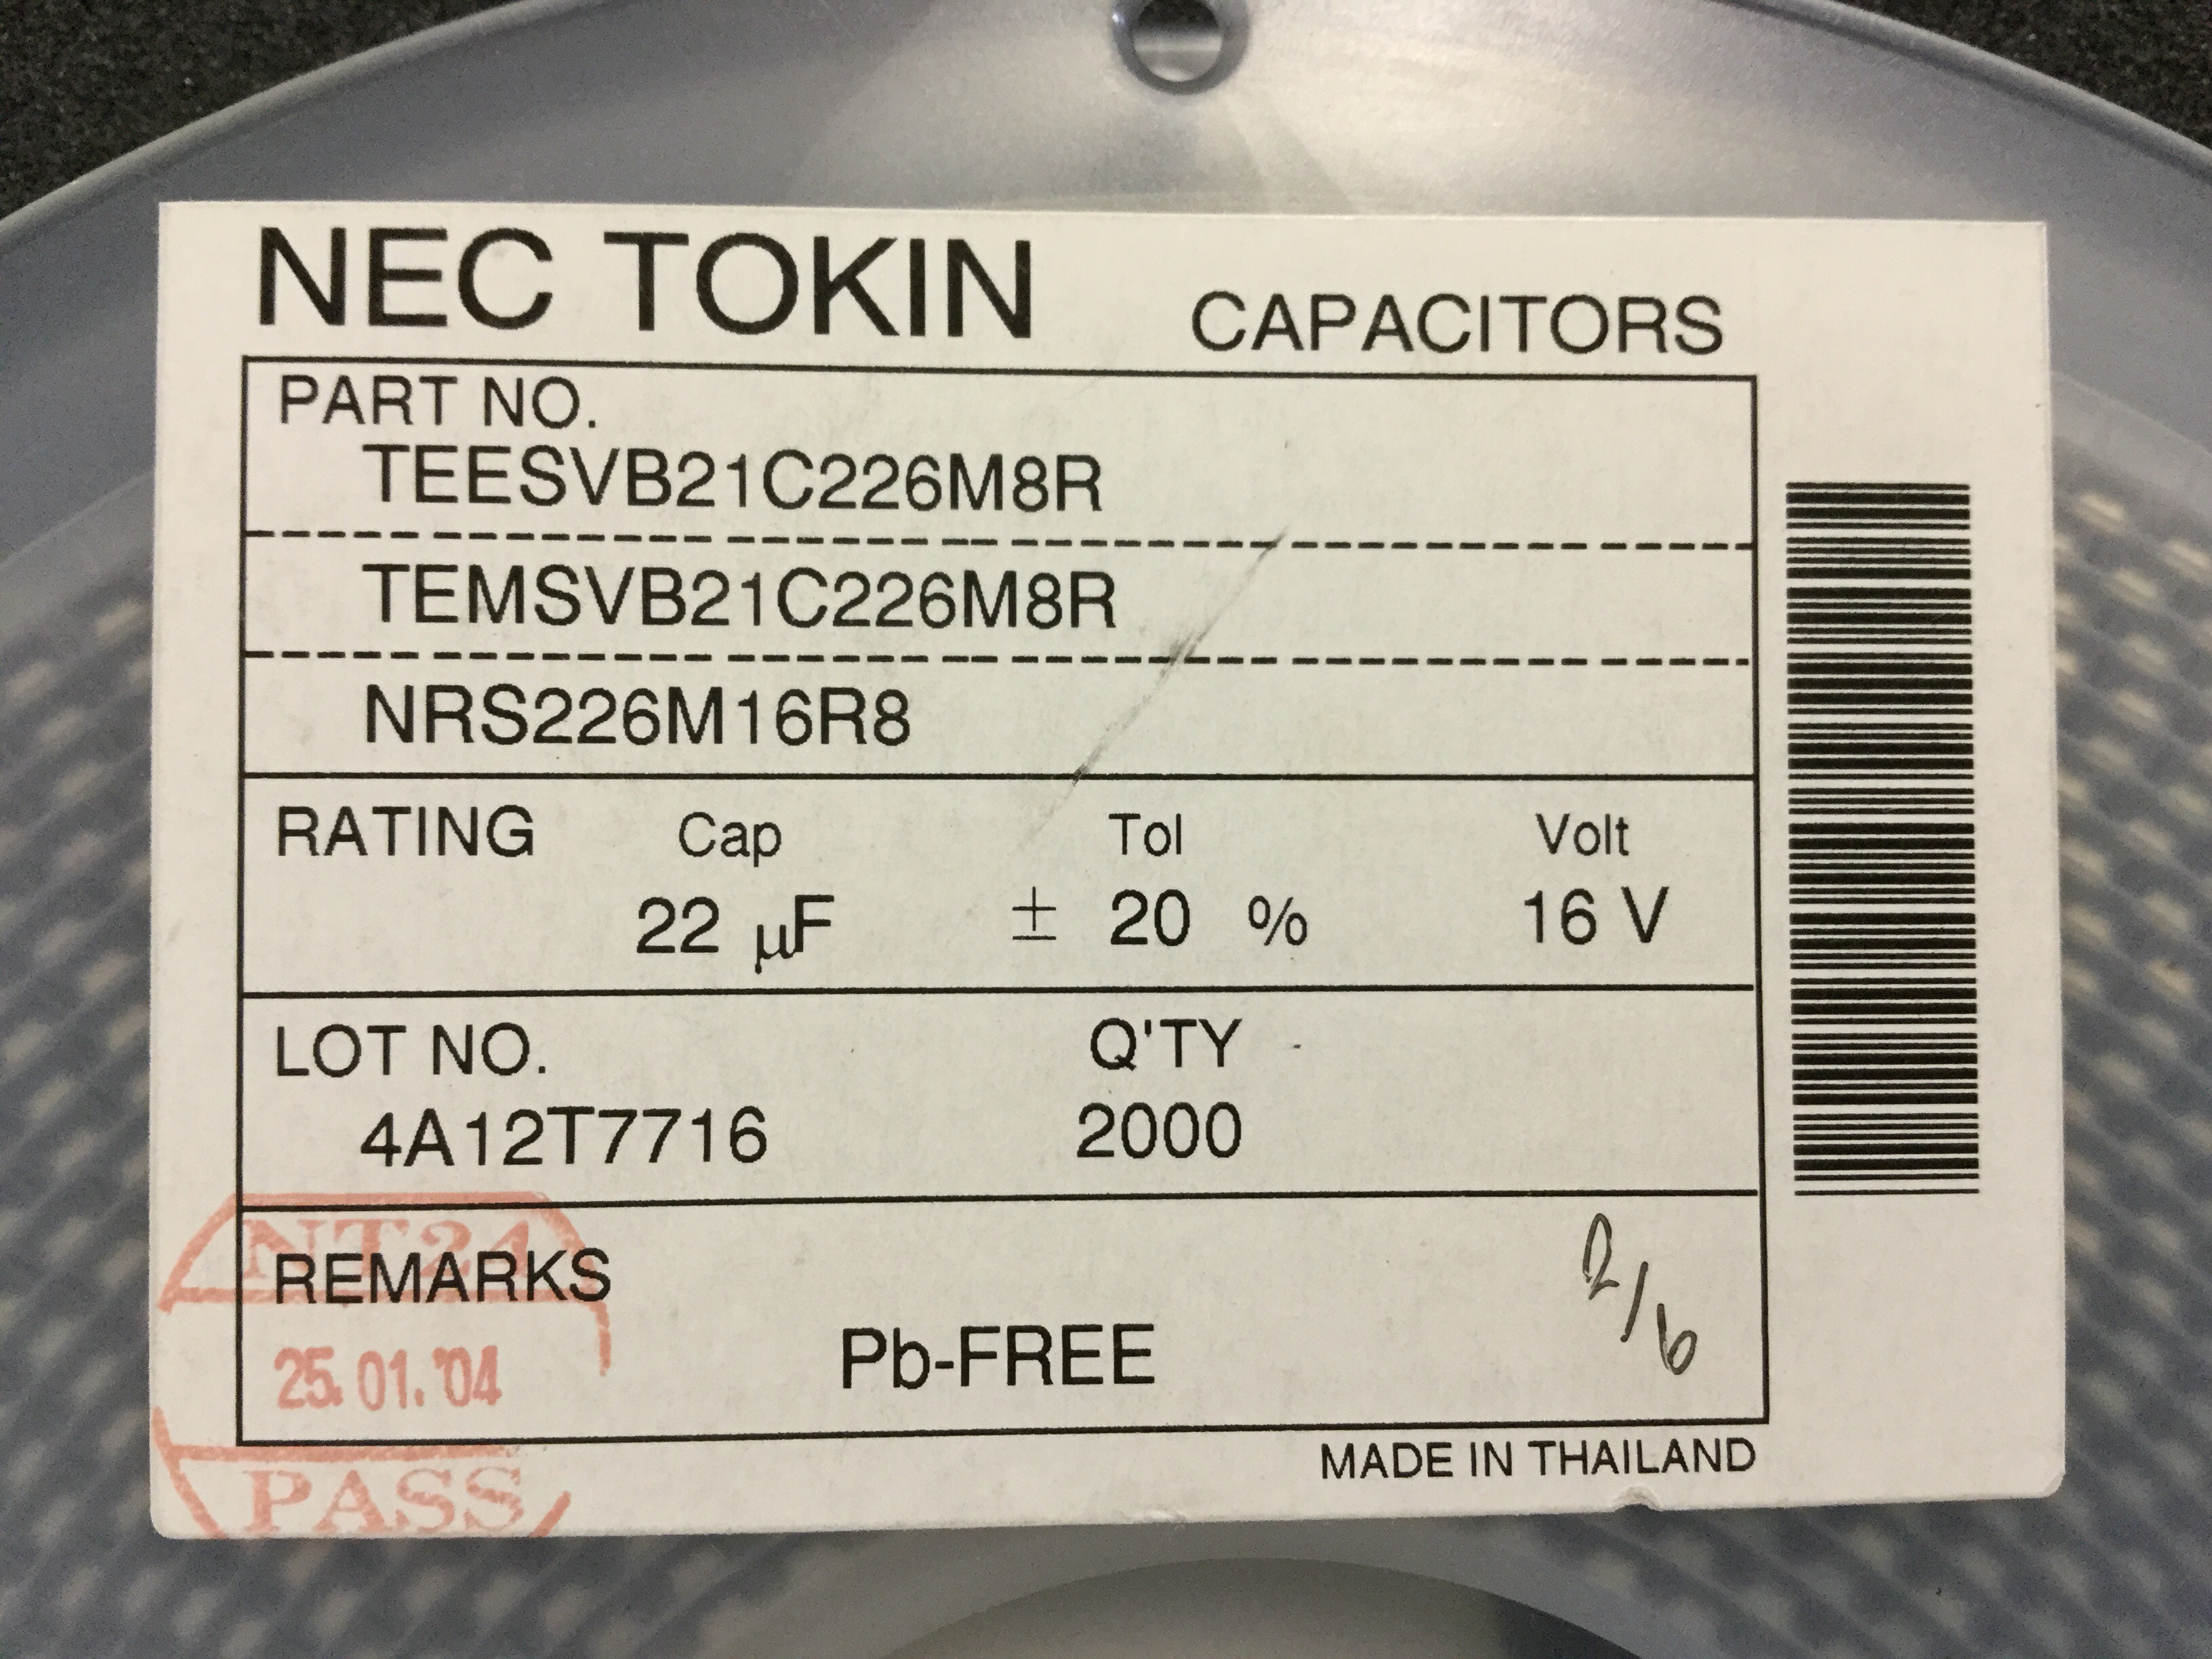 NEC TOKIN CAPACITORS
PART NO.
TEESVB21C226M8R
TEMSVB21C226M8R
NRS226M16R8
RATING Cap Tol Volt
22 µF ± 20 % 16 V
LOT NO. Q'TY
4A12T7716 2000
NT24
REMARKS
2/6
Pb-FREE
25.01.'04
MADE IN THAILAND
PASS